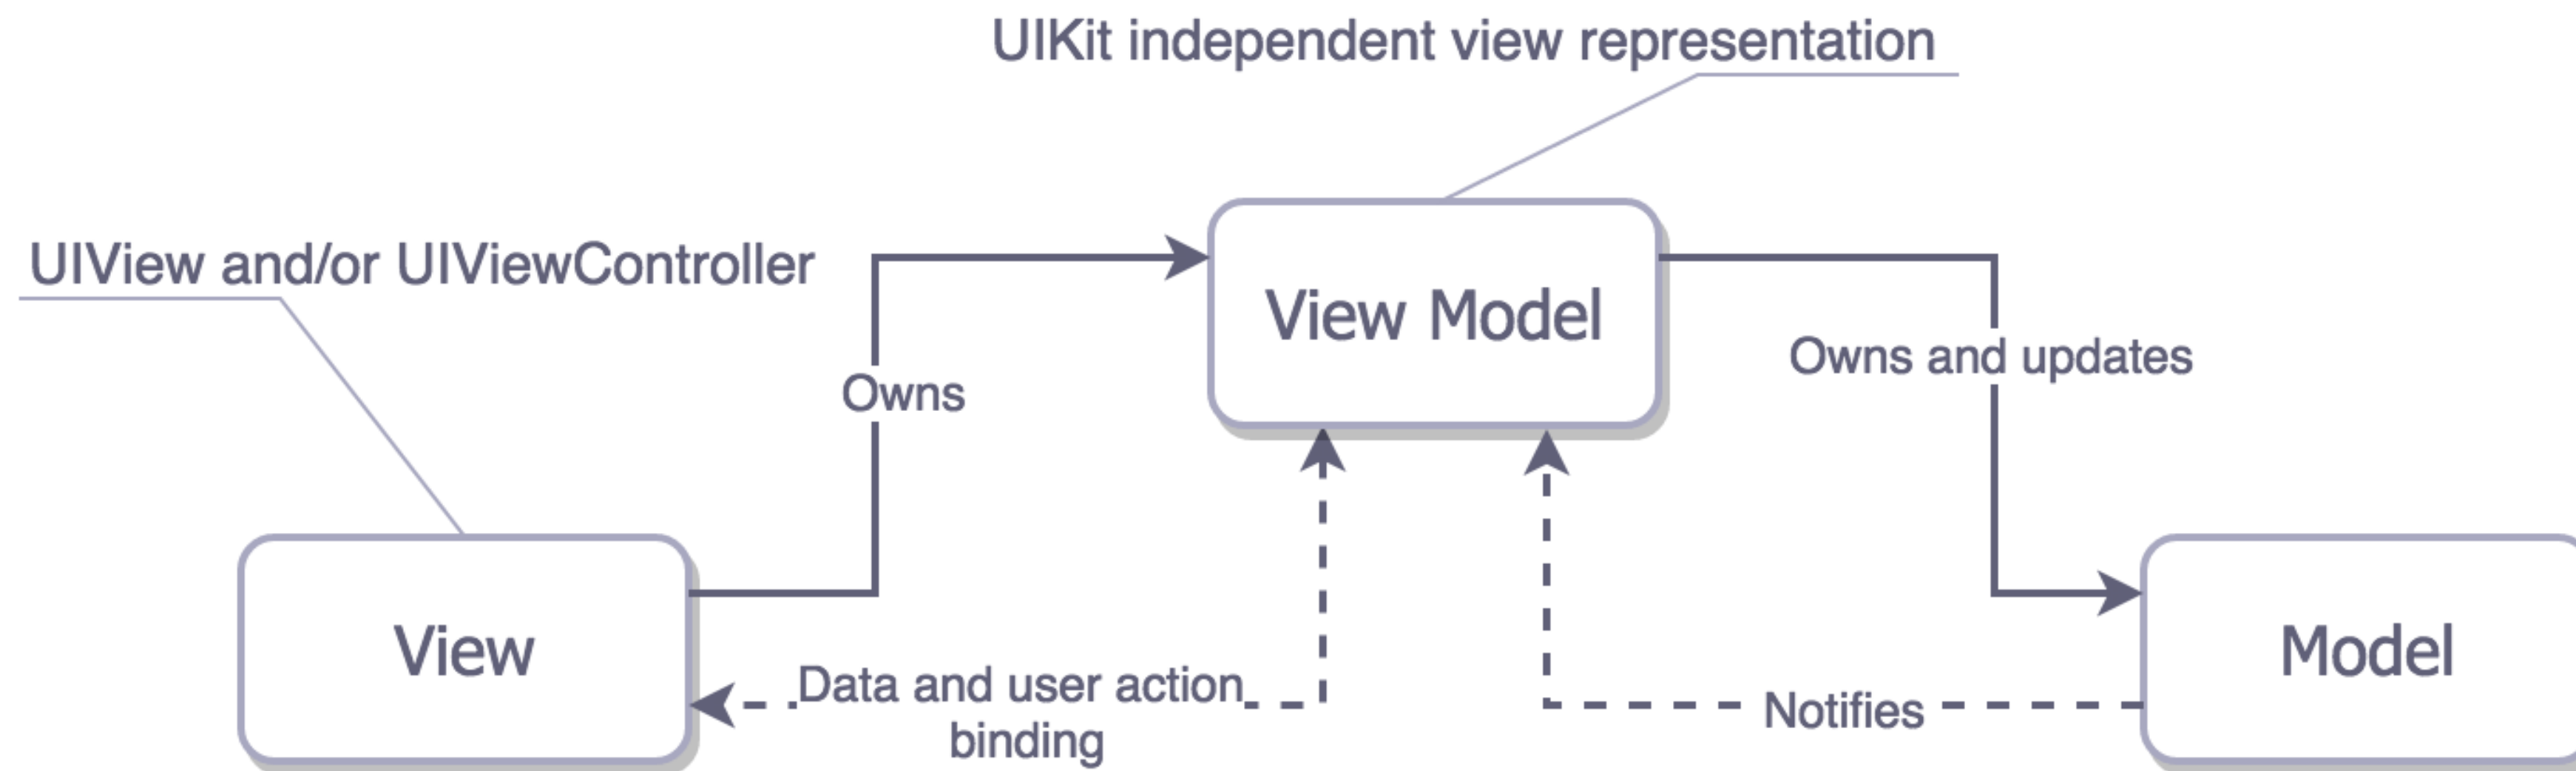 UIKit independent view representation
UIView and/or UIViewController
View Model
Owns and updates
Owns
View
Data and user action
binding
Notifies
Model